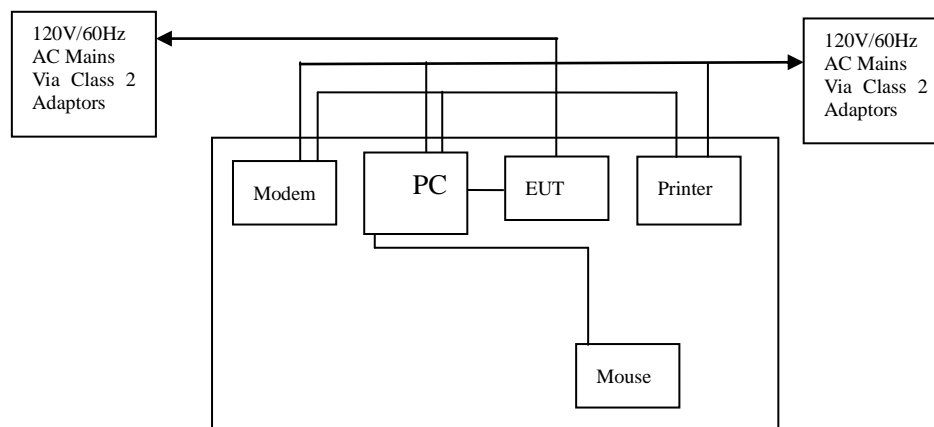 120V/60Hz
AC Mains
Via Class 2
Adaptors
120V/60Hz
AC Mains
Via Class 2
Adaptors
Modem
PC
EUT
Printer
Mouse